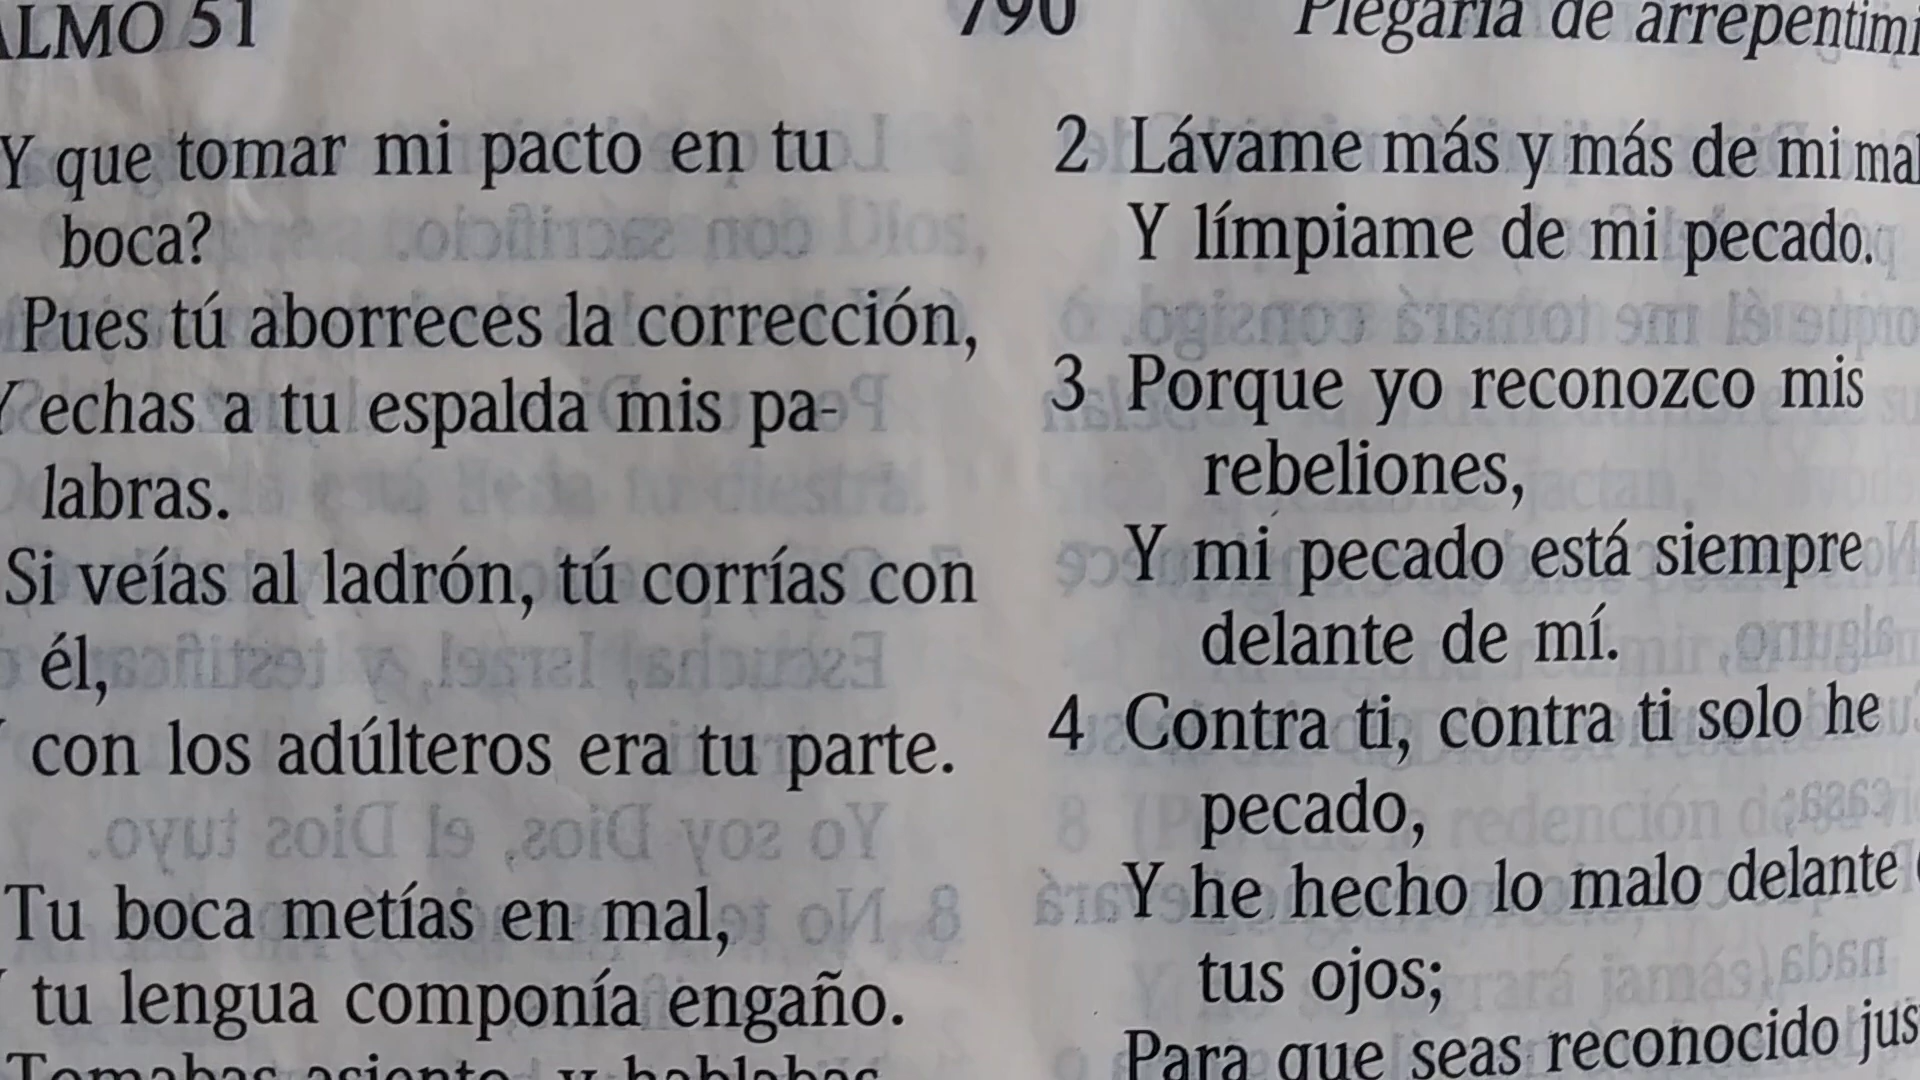 ALMO 51
790
Plegaria de arrepentimi
Y que tomar mi pacto en tu
boca?
Pues tú aborreces la corrección,
Y echas a tu espalda mis pa-
labras.
Si veías al ladrón, tú corrías con
él,
Y con los adúlteros era tu parte.
Tu boca metías en mal,
Y tu lengua componía engaño.
Tomabas asiento, y hablabas
2 Lávame más y más de mi mal
Y límpiame de mi pecado.
3 Porque yo reconozco mis
rebeliones,
Y mi pecado está siempre
delante de mí.
4 Contra ti, contra ti solo he
pecado,
Y he hecho lo malo delante
tus ojos;
Para que seas reconocido jus